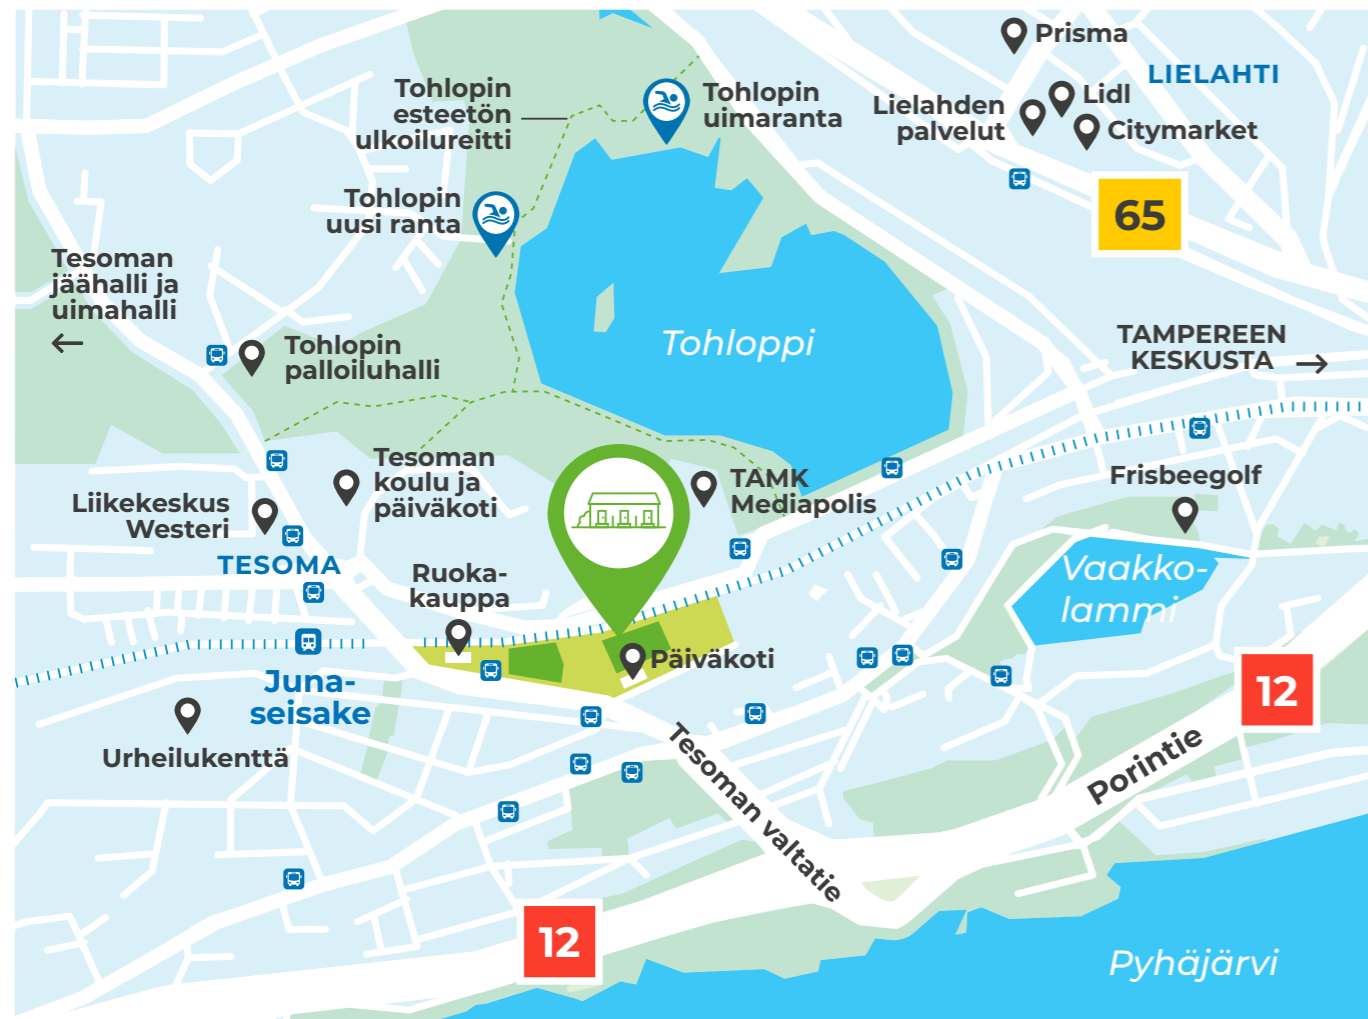 Prisma
LIELAHTI
Tohlopin
esteetön
ulkoilureitti
Tohlopin
uimaranta
Lielahden
palvelut
Lidl
Citymarket
Tohlopin
uusi ranta
65
Tesoman
jäähalli ja
uimahalli
←
Tohlopin
palloiluhalli
Tohloppi
TAMPEREEN
KESKUSTA →
Tesoman
koulu ja
päiväkoti
TAMK
Mediapolis
Frisbeegolf
Liikekeskus
Westeri
TESOMA
Ruoka-
kauppa
Vaakko-
lammi
Päiväkoti
Juna-
seisake
12
Urheilukenttä
Tesoman valtatie
Porintie
12
Pyhäjärvi